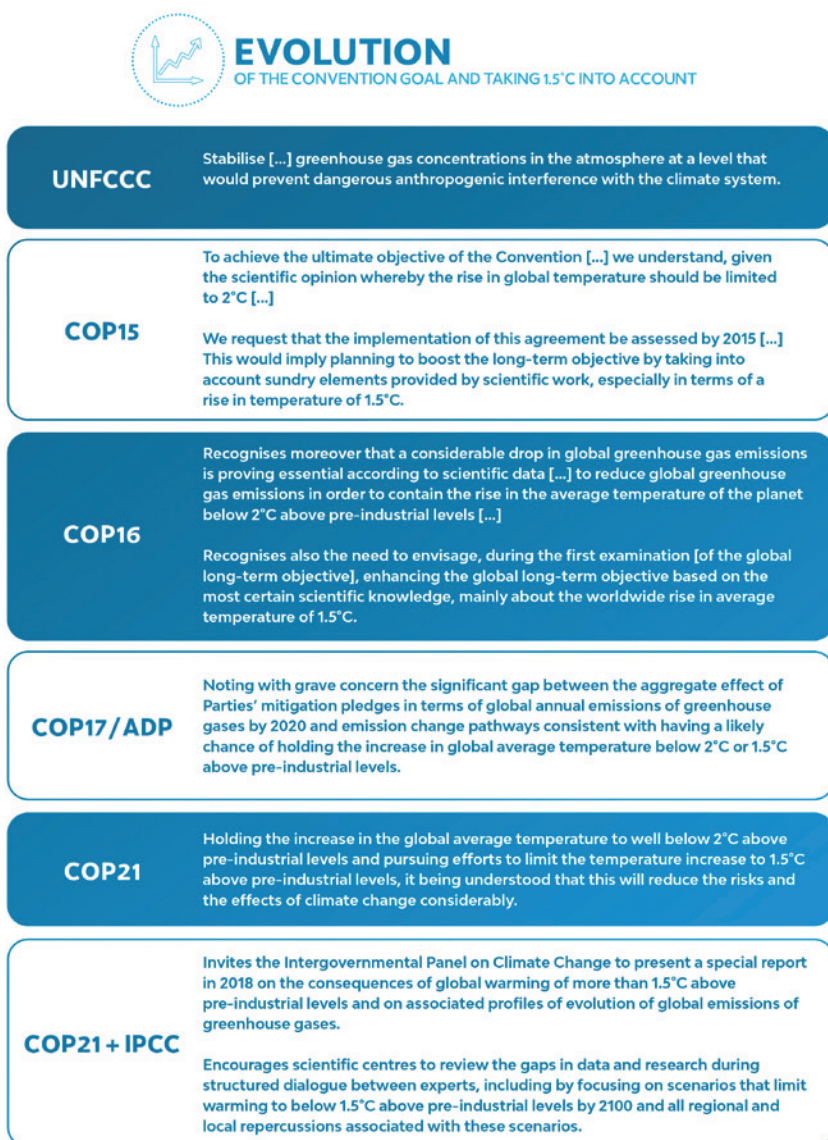 EVOLUTION
OF THE CONVENTION GOAL AND TAKING 1.5°C INTO ACCOUNT
UNFCCC
Stabilise [...] greenhouse gas concentrations in the atmosphere at a level that
would prevent dangerous anthropogenic interference with the climate system.
COP15
To achieve the ultimate objective of the Convention [...] we understand, given
the scientific opinion whereby the rise in global temperature should be limited
to 2°C [...]
We request that the implementation of this agreement be assessed by 2015 [...]
This would imply planning to boost the long-term objective by taking into
account sundry elements provided by scientific work, especially in terms of a
rise in temperature of 1.5°C.
COP16
Recognises moreover that a considerable drop in global greenhouse gas emissions
is proving essential according to scientific data [...] to reduce global greenhouse
gas emissions in order to contain the rise in the average temperature of the planet
below 2°C above pre-industrial levels [...]
Recognises also the need to envisage, during the first examination [of the global
long-term objective], enhancing the global long-term objective based on the
most certain scientific knowledge, mainly about the worldwide rise in average
temperature of 1.5°C.
COP17/ADP
Noting with grave concern the significant gap between the aggregate effect of
Parties' mitigation pledges in terms of global annual emissions of greenhouse
gases by 2020 and emission change pathways consistent with having a likely
chance of holding the increase in global average temperature below 2°C or 1.5°C
above pre-industrial levels.
COP21
Holding the increase in the global average temperature to well below 2°C above
pre-industrial levels and pursuing efforts to limit the temperature increase to 1.5°C
above pre-industrial levels, it being understood that this will reduce the risks and
the effects of climate change considerably.
COP21 + IPCC
Invites the Intergovernmental Panel on Climate Change to present a special report
in 2018 on the consequences of global warming of more than 1.5°C above
pre-industrial levels and on associated profiles of evolution of global emissions of
greenhouse gases.
Encourages scientific centres to review the gaps in data and research during
structured dialogue between experts, including by focusing on scenarios that limit
warming to below 1.5°C above pre-industrial levels by 2100 and all regional and
local repercussions associated with these scenarios.